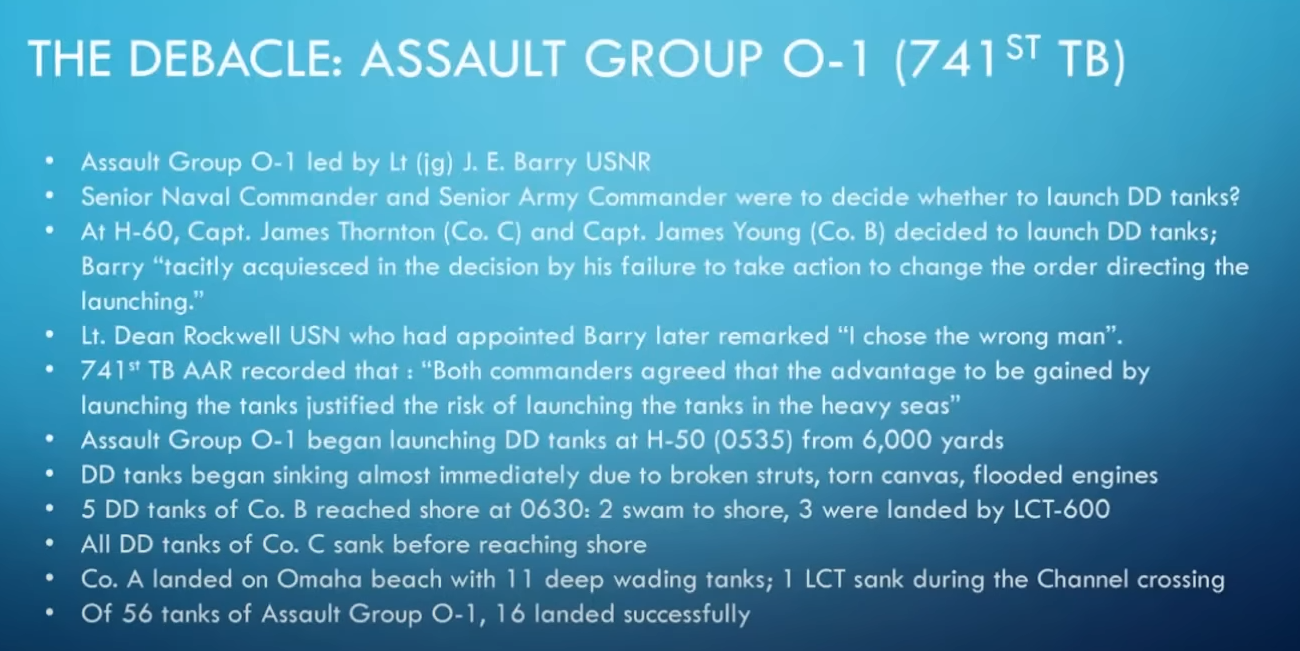 THE DEBACLE: ASSAULT GROUP O-1 (741ST TB)
• Assault Group O-1 led by Lt (jg) J. E. Barry USNR
• Senior Naval Commander and Senior Army Commander were to decide whether to launch DD tanks?
• At H-60, Capt. James Thornton (Co. C) and Capt. James Young (Co. B) decided to launch DD tanks;
Barry “tacitly acquiesced in the decision by his failure to take action to change the order directing the
launching.”
• Lt. Dean Rockwell USN who had appointed Barry later remarked “I chose the wrong man”.
• 741st TB AAR recorded that : “Both commanders agreed that the advantage to be gained by
launching the tanks justified the risk of launching the tanks in the heavy seas”
• Assault Group O-1 began launching DD tanks at H-50 (0535) from 6,000 yards
• DD tanks began sinking almost immediately due to broken struts, torn canvas, flooded engines
• 5 DD tanks of Co. B reached shore at 0630: 2 swam to shore, 3 were landed by LCT-600
• All DD tanks of Co. C sank before reaching shore
• Co. A landed on Omaha beach with 11 deep wading tanks; 1 LCT sank during the Channel crossing
• Of 56 tanks of Assault Group O-1, 16 landed successfully